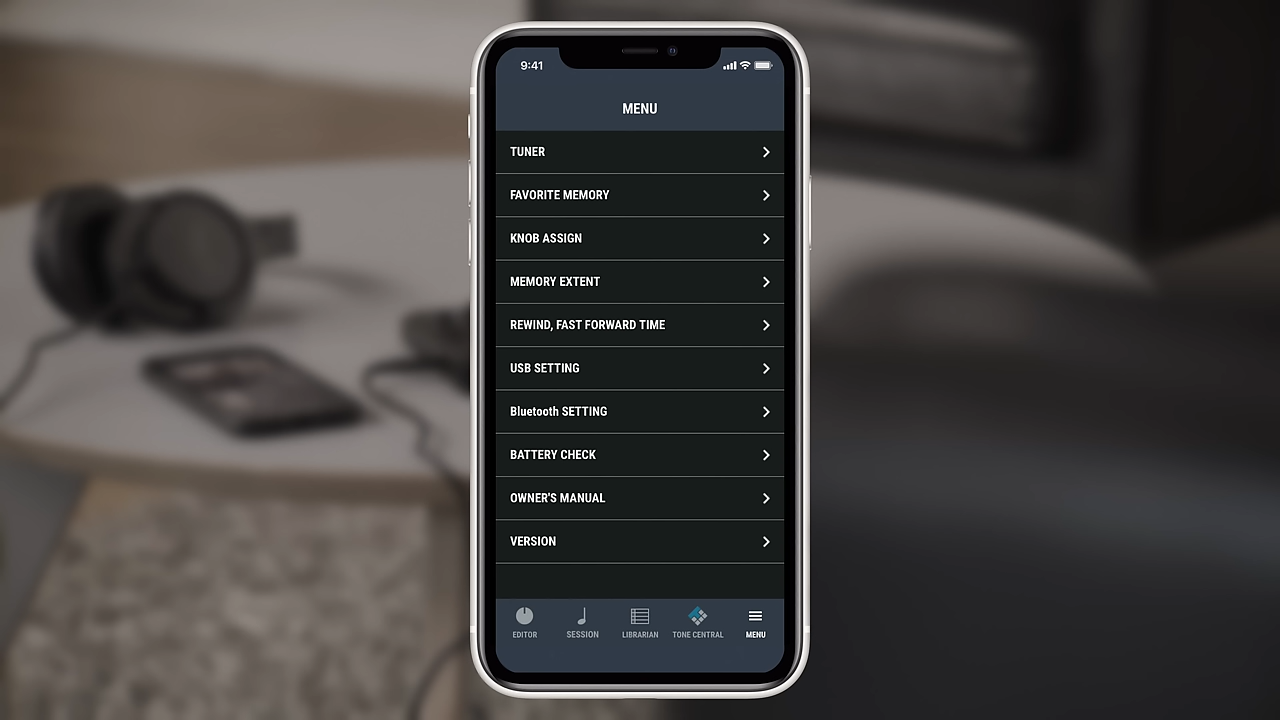 9:41
MENU
TUNER
FAVORITE MEMORY
KNOB ASSIGN
MEMORY EXTENT
REWIND, FAST FORWARD TIME
USB SETTING
Bluetooth SETTING
BATTERY CHECK
OWNER'S MANUAL
VERSION
EDITOR SESSION LIBRARIAN TONE CENTRAL MENU